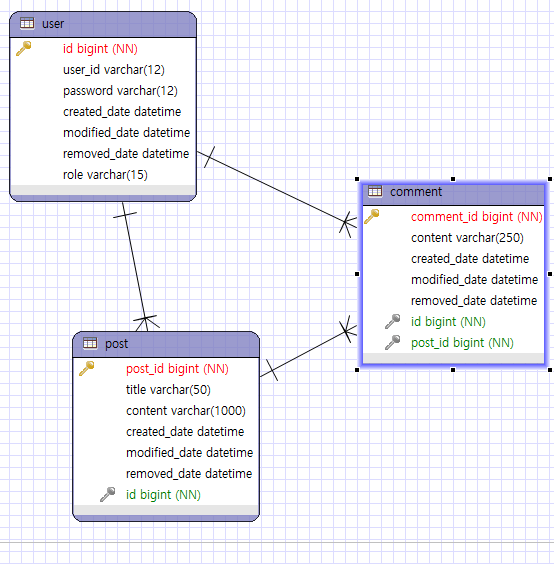 user
id bigint (NN)
user_id varchar(12)
password varchar(12)
created_date datetime
modified_date datetime
removed_date datetime
role varchar(15)
comment
comment_id bigint (NN)
content varchar(250)
created_date datetime
modified_date datetime
removed_date datetime
id bigint (NN)
post_id bigint (NN)
post
post_id bigint (NN)
title varchar(50)
content varchar(1000)
created_date datetime
modified_date datetime
removed_date datetime
id bigint (NN)